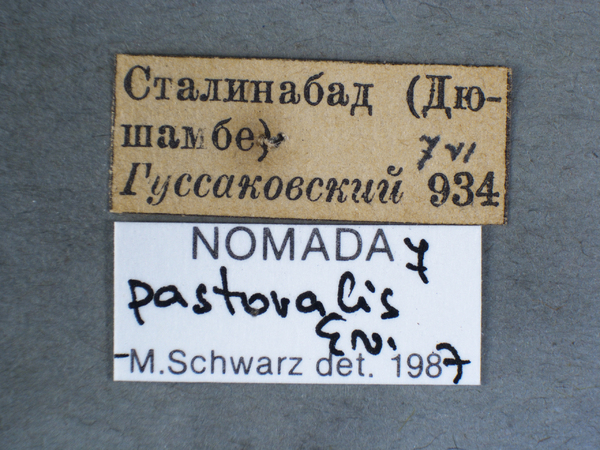 Сталинабад (Дю-
шамбе)
7 VI
Гуссаковский 934
NOMADA
pastoralis
Ev.
M.Schwarz det. 1987